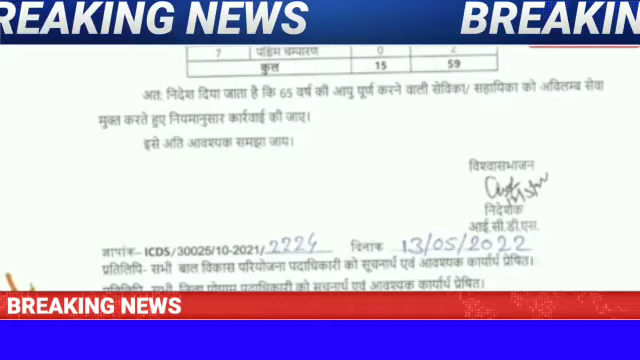 REAKING NEWS BREAKIN
7 पश्चिम चम्पारण 0 2
कुल 15 59
अतः निदेश दिया जाता है कि 65 वर्ष की आयु पूर्ण करने वाली सेविका/ सहायिका को अविलम्ब सेवा
मुक्त करते हुए नियमानुसार कार्रवाई की जाए।
इसे अति आवश्यक समझा जाय।
विश्वासभाजन
निदेशक
आई.सी.डी.एस.
ज्ञापांक– ICDS/30025/10-2021/ 2224 दिनांक 13/05/2022
प्रतिलिपि- सभी बाल विकास परियोजना पदाधिकारी को सूचनार्थ एवं आवश्यक कार्यार्थ प्रेषित।
प्रतिलिपि- सभी जिला प्रोग्राम पदाधिकारी को सूचनार्थ एवं आवश्यक कार्यार्थ प्रेषित।
BREAKING NEWS